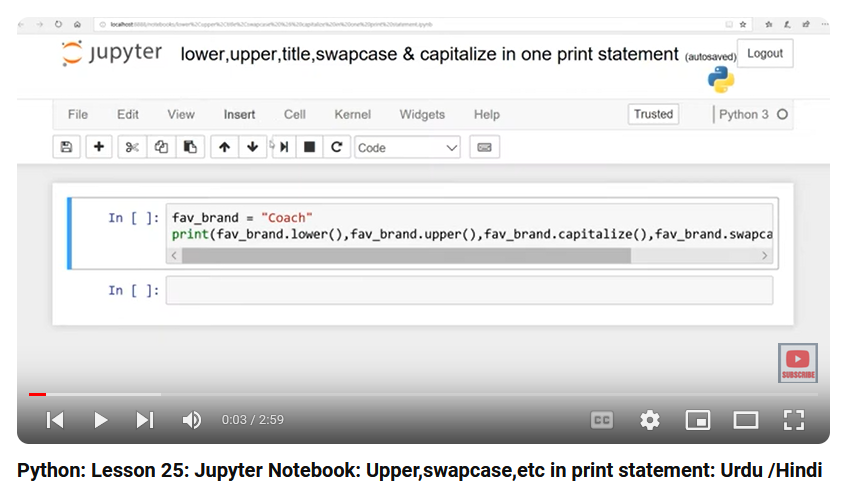 localhost:8888/notebooks/lower%2Cupper%2Ctitle%2Cswapcase%20%26%20capitalize%20in%20one%20print%20statement.ipynb
jupyter lower,upper,title,swapcase & capitalize in one print statement (autosaved) Logout
File Edit View Insert Cell Kernel Widgets Help Trusted Python 3
Code
In [ ]: fav_brand = "Coach"
print(fav_brand.lower(),fav_brand.upper(),fav_brand.capitalize(),fav_brand.swapca
In [ ]:
SUBSCRIBE
0:03 / 2:59 CC
Python: Lesson 25: Jupyter Notebook: Upper,swapcase,etc in print statement: Urdu /Hindi